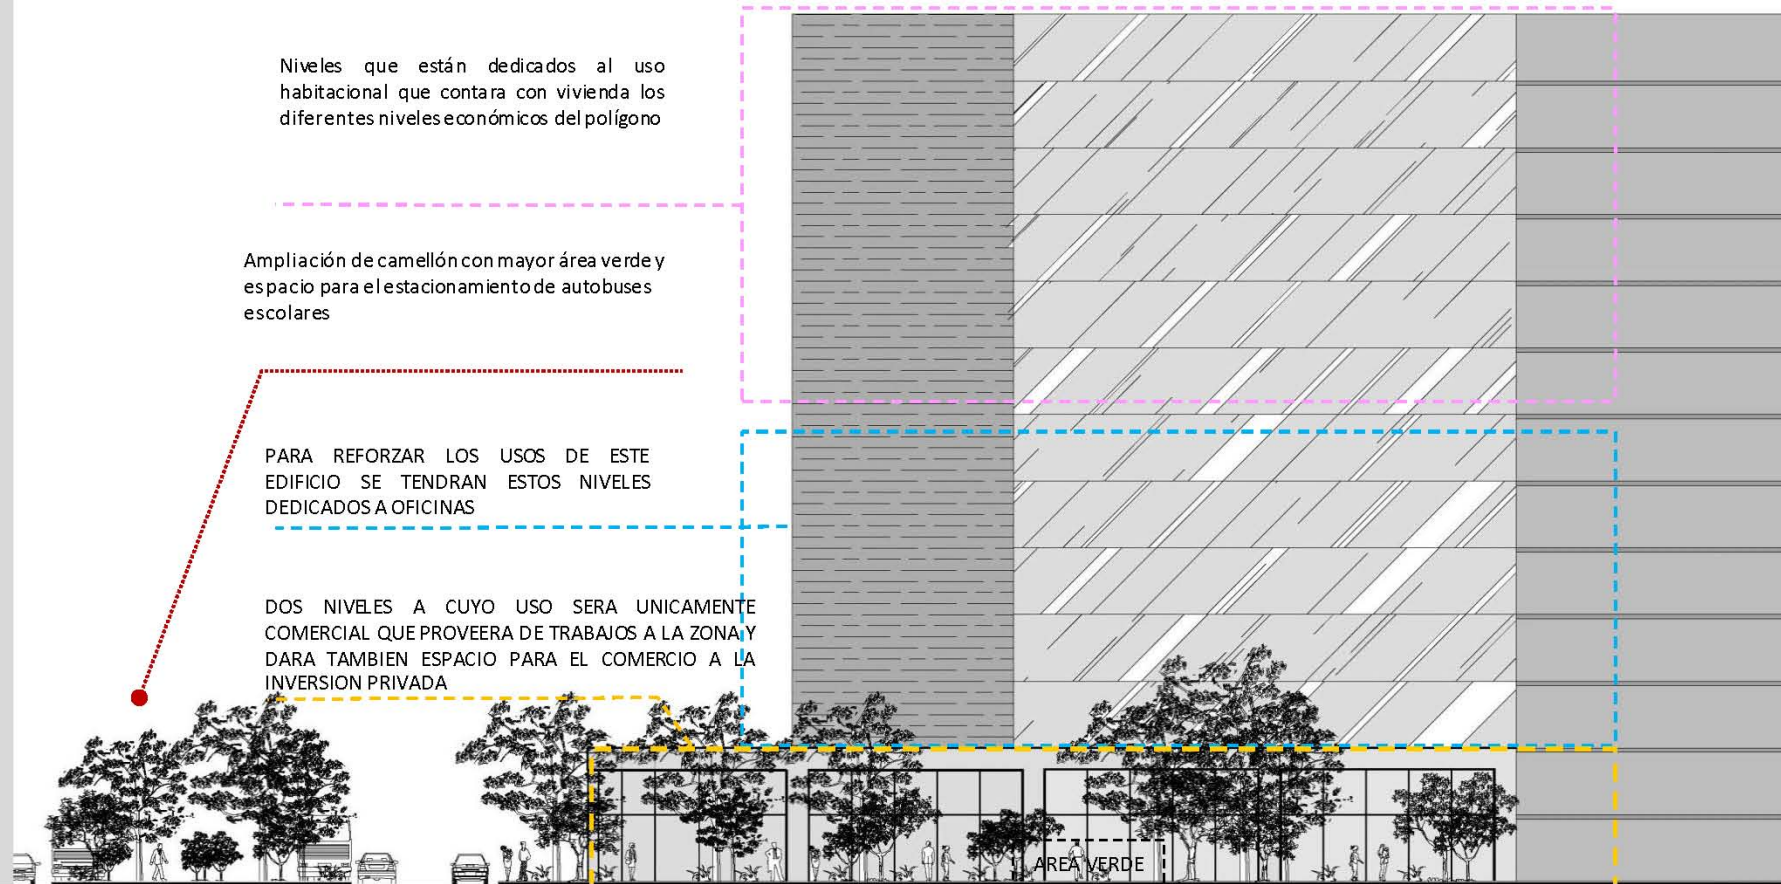 Niveles que están dedicados al uso
habitacional que contara con vivienda los
diferentes niveles económicos del polígono
Ampliación de camellón con mayor área verde y
espacio para el estacionamiento de autobuses
escolares
PARA REFORZAR LOS USOS DE ESTE
EDIFICIO SE TENDRAN ESTOS NIVELES
DEDICADOS A OFICINAS
DOS NIVELES A CUYO USO SERA UNICAMENTE
COMERCIAL QUE PROVEERA DE TRABAJOS A LA ZONA Y
DARA TAMBIEN ESPACIO PARA EL COMERCIO A LA
INVERSION PRIVADA
AREA VERDE